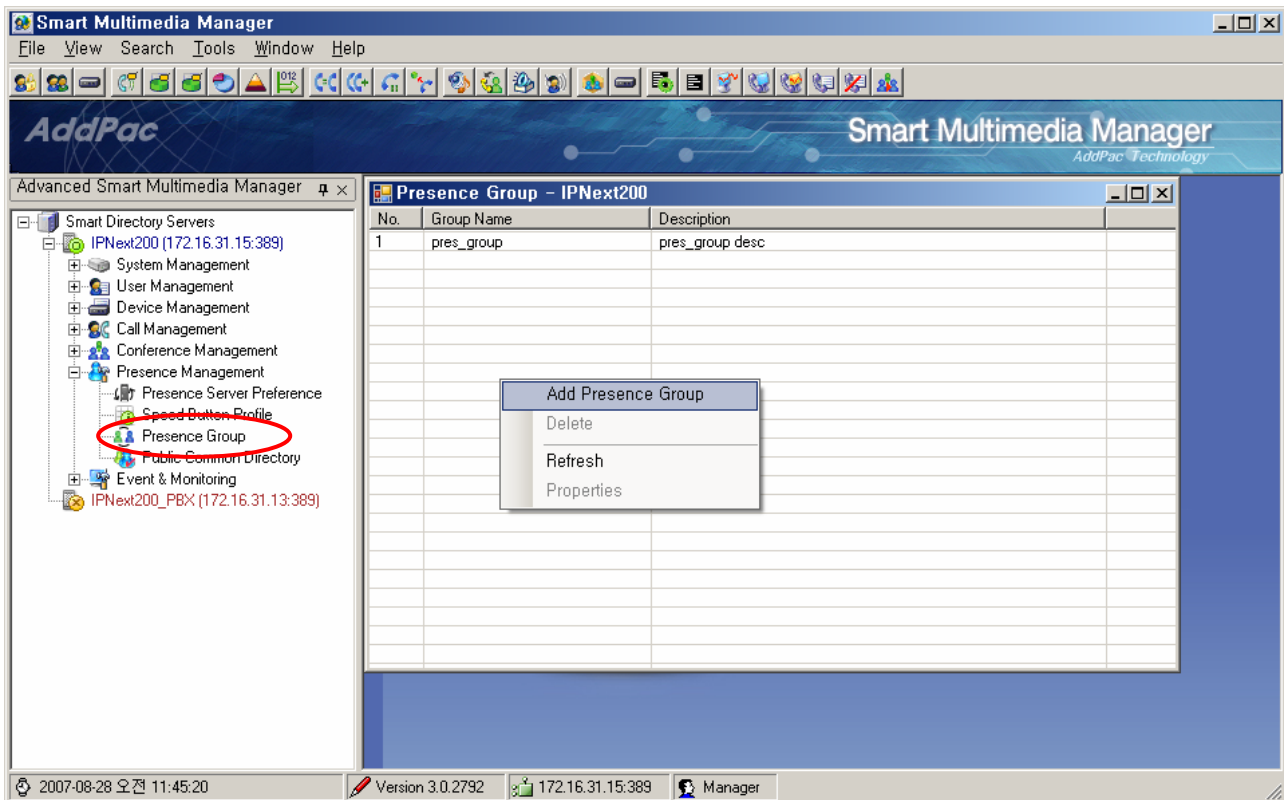 Smart Multimedia Manager
File View Search Tools Window Help
AddPac
Smart Multimedia Manager
AddPac Technology
Advanced Smart Multimedia Manager
Smart Directory Servers
IPNext200 (172.16.31.15:389)
System Management
User Management
Device Management
Call Management
Conference Management
Presence Management
Presence Server Preference
Speed Button Profile
Presence Group
Public Common Directory
Event & Monitoring
IPNext200_PBX (172.16.31.13:389)
Presence Group - IPNext200
No. Group Name Description
1 pres_group pres_group desc
Add Presence Group
Delete
Refresh
Properties
2007-08-28 오전 11:45:20 Version 3.0.2792 172.16.31.15:389 Manager